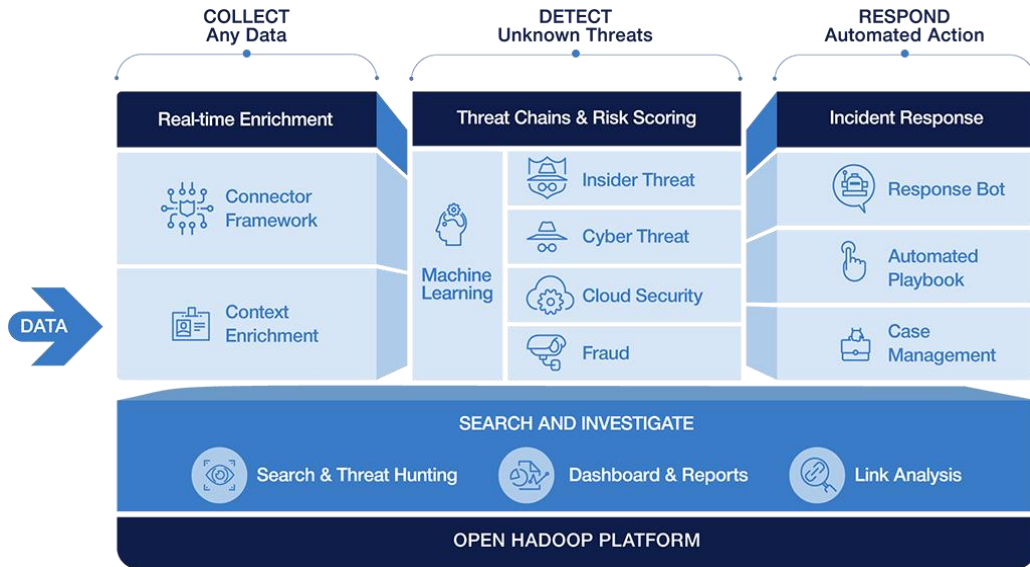 COLLECT
Any Data
DETECT
Unknown Threats
RESPOND
Automated Action
Real-time Enrichment
Threat Chains & Risk Scoring
Incident Response
DATA
Connector
Framework
Context
Enrichment
Machine
Learning
Insider Threat
Cyber Threat
Cloud Security
Fraud
Response Bot
Automated
Playbook
Case
Management
SEARCH AND INVESTIGATE
Search & Threat Hunting
Dashboard & Reports
Link Analysis
OPEN HADOOP PLATFORM